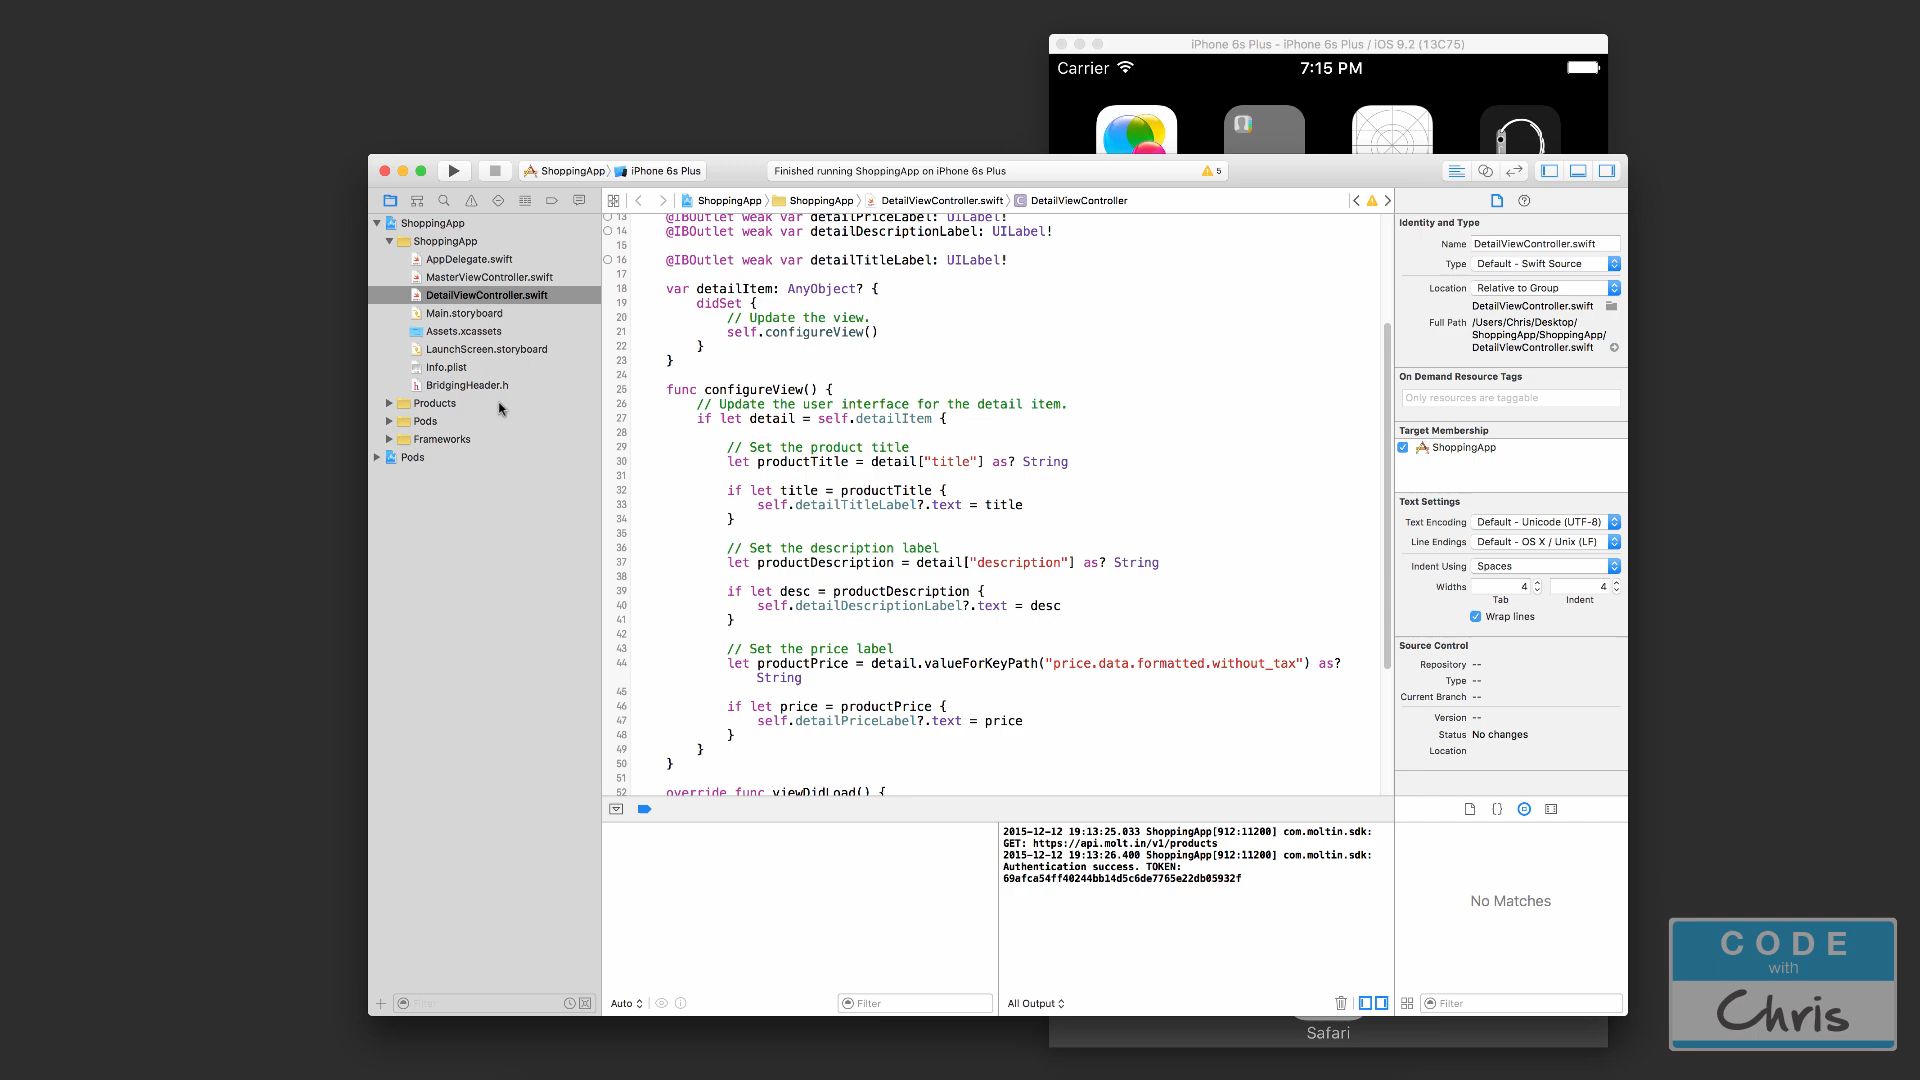 iPhone 6s Plus - iPhone 6s Plus / iOS 9.2 (13C75)
Carrier 7:15 PM
ShoppingApp iPhone 6s Plus
Finished running ShoppingApp on iPhone 6s Plus
5
ShoppingApp
ShoppingApp
AppDelegate.swift
MasterViewController.swift
DetailViewController.swift
Main.storyboard
Assets.xcassets
LaunchScreen.storyboard
Info.plist
BridgingHeader.h
Products
Pods
Frameworks
Pods
Filter
ShoppingApp ShoppingApp DetailViewController.swift DetailViewController
13 @IBOutlet weak var detailPriceLabel: UILabel!
14 @IBOutlet weak var detailDescriptionLabel: UILabel!
15
16 @IBOutlet weak var detailTitleLabel: UILabel!
17
18 var detailItem: AnyObject? {
19 didSet {
20 // Update the view.
21 self.configureView()
22 }
23 }
24
25 func configureView() {
26 // Update the user interface for the detail item.
27 if let detail = self.detailItem {
28
29 // Set the product title
30 let productTitle = detail["title"] as? String
31
32 if let title = productTitle {
33 self.detailTitleLabel?.text = title
34 }
35
36 // Set the description label
37 let productDescription = detail["description"] as? String
38
39 if let desc = productDescription {
40 self.detailDescriptionLabel?.text = desc
41 }
42
43 // Set the price label
44 let productPrice = detail.valueForKeyPath("price.data.formatted.without_tax") as?
String
45
46 if let price = productPrice {
47 self.detailPriceLabel?.text = price
48 }
49 }
50 }
51
52 override func viewDidLoad() {
2015-12-12 19:13:25.033 ShoppingApp[912:11200] com.moltin.sdk:
GET: https://api.molt.in/v1/products
2015-12-12 19:13:26.400 ShoppingApp[912:11200] com.moltin.sdk:
Authentication success. TOKEN:
69afca54ff40244bb14d5c6de7765e22db05932f
Auto
Filter
All Output
Identity and Type
Name DetailViewController.swift
Type Default - Swift Source
Location Relative to Group
DetailViewController.swift
Full Path /Users/Chris/Desktop/
ShoppingApp/ShoppingApp/
DetailViewController.swift
On Demand Resource Tags
Only resources are taggable
Target Membership
ShoppingApp
Text Settings
Text Encoding Default - Unicode (UTF-8)
Line Endings Default - OS X / Unix (LF)
Indent Using Spaces
Widths 4 4
Tab Indent
Wrap lines
Source Control
Repository --
Type --
Current Branch --
Version --
Status No changes
Location
No Matches
Filter
Safari
CODE
with
Chris